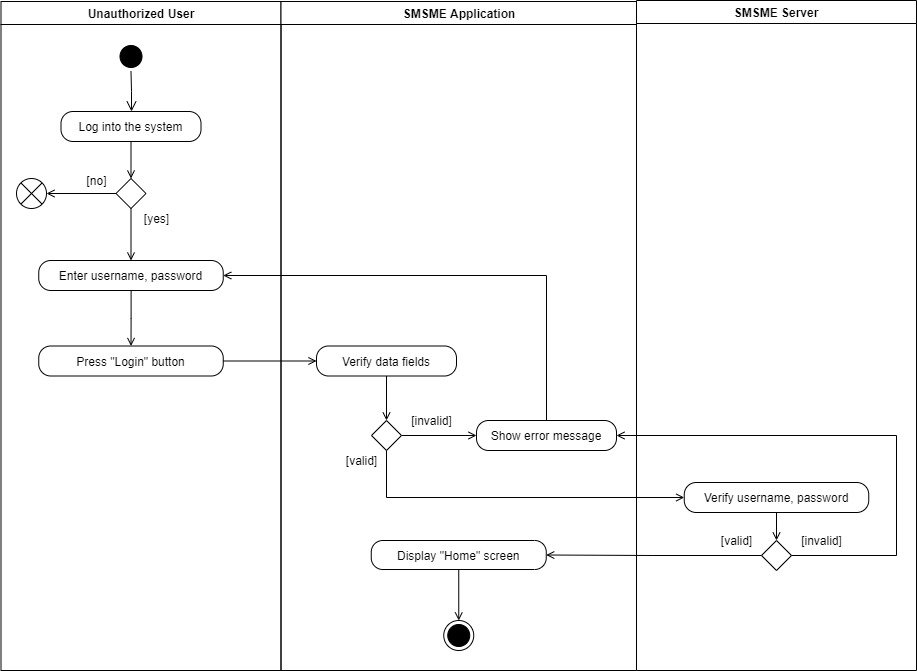 Unauthorized User
SMSME Application
SMSME Server
Log into the system
[no]
[yes]
Enter username, password
Press "Login" button
Verify data fields
[invalid]
Show error message
[valid]
Verify username, password
[valid]
[invalid]
Display "Home" screen